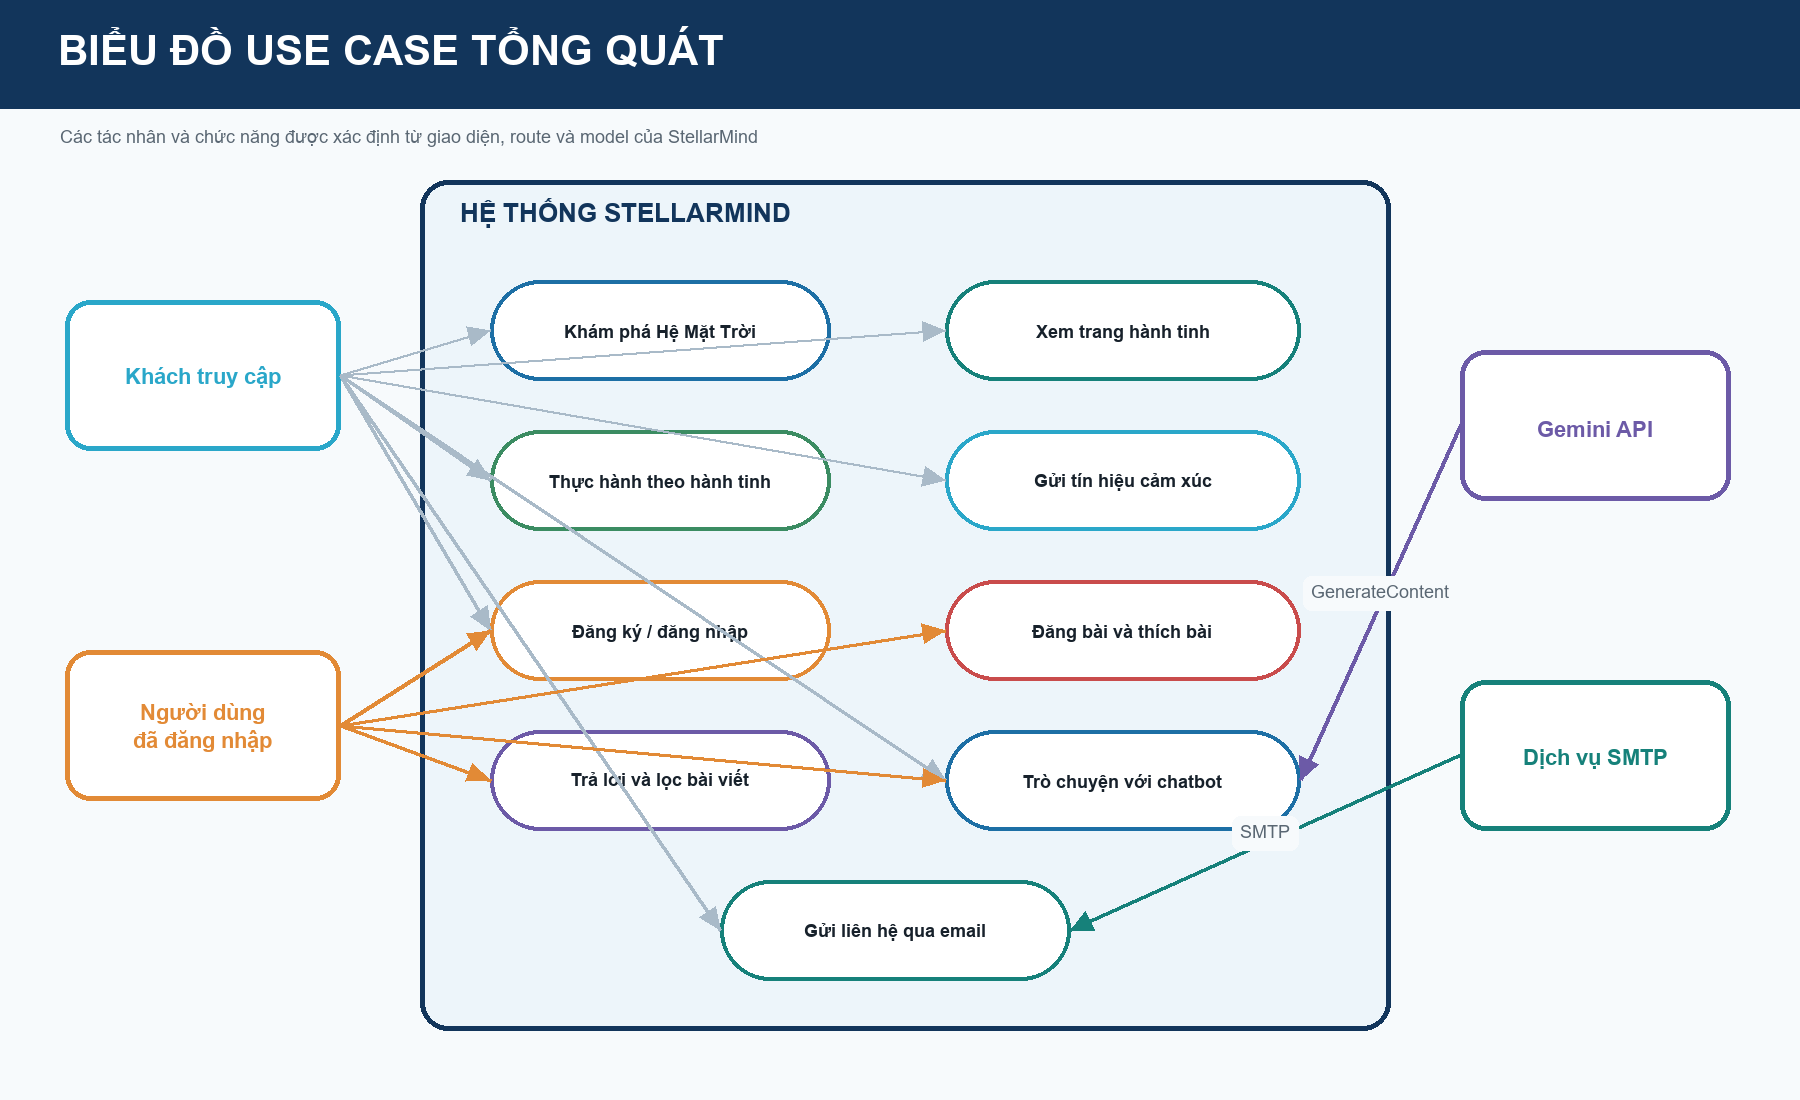 BIỂU ĐỒ USE CASE TỔNG QUÁT
Các tác nhân và chức năng được xác định từ giao diện, route và model của StellarMind
HỆ THỐNG STELLARMIND
Khám phá Hệ Mặt Trời
Xem trang hành tinh
Khách truy cập
Gemini API
Thực hành theo hành tinh
Gửi tín hiệu cảm xúc
GenerateContent
Đăng ký / đăng nhập
Đăng bài và thích bài
Người dùng
đã đăng nhập
Dịch vụ SMTP
Trả lời và lọc bài viết
Trò chuyện với chatbot
SMTP
Gửi liên hệ qua email